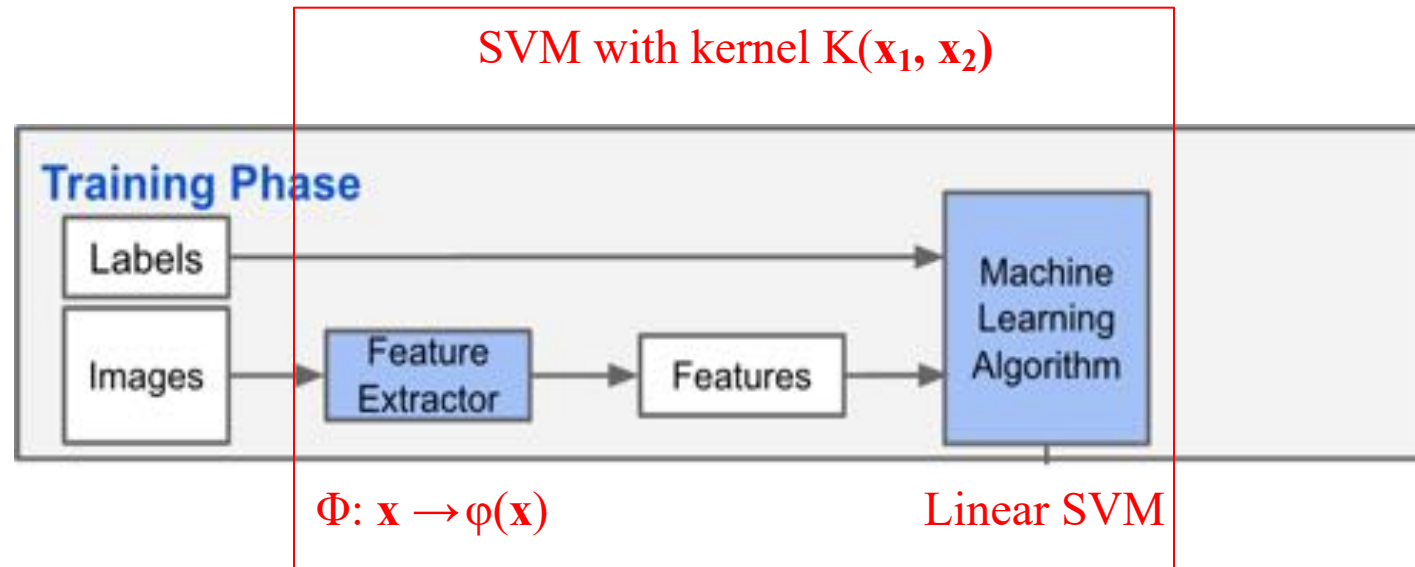 SVM with kernel K(x₁, x₂)
Training Phase
Labels
Images
Feature
Extractor
Features
Machine
Learning
Algorithm
Φ: x → φ(x)
Linear SVM